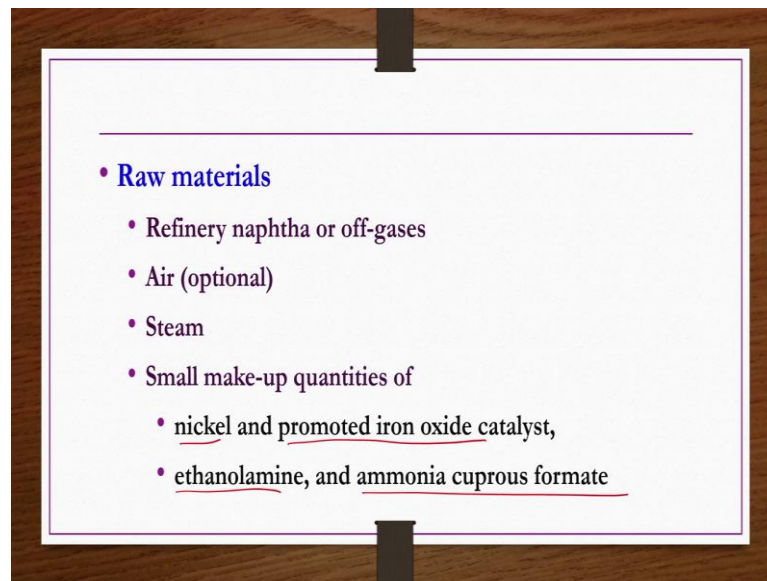 • Raw materials
• Refinery naphtha or off-gases
• Air (optional)
• Steam
• Small make-up quantities of
• nickel and promoted iron oxide catalyst,
• ethanolamine, and ammonia cuprous formate